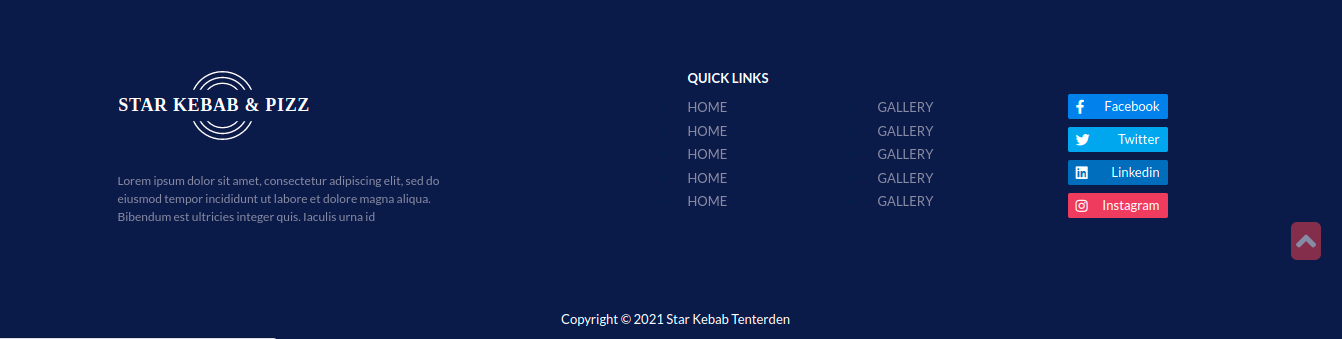 STAR KEBAB & PIZZ
Lorem ipsum dolor sit amet, consectetur adipiscing elit, sed do
eiusmod tempor incididunt ut labore et dolore magna aliqua.
Bibendum est ultricies integer quis. Iaculis urna id
QUICK LINKS
HOME
HOME
HOME
HOME
HOME
GALLERY
GALLERY
GALLERY
GALLERY
GALLERY
Facebook
Twitter
Linkedin
Instagram
Copyright © 2021 Star Kebab Tenterden